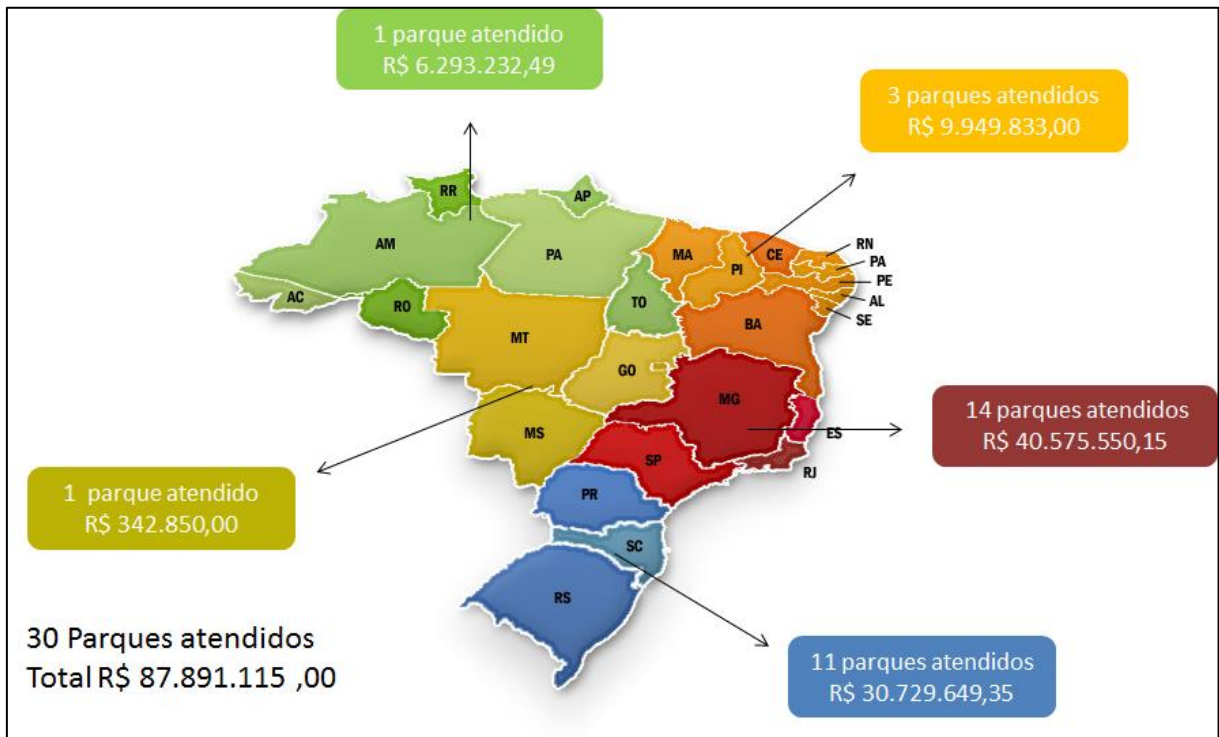 1 parque atendido
R$ 6.293.232,49
3 parques atendidos
R$ 9.949.833,00
RR
AP
AM
PA
MA
PI
CE
RN
PA
PE
AL
SE
AC
RO
TO
BA
MT
GO
MG
MS
SP
ES
RJ
PR
SC
RS
14 parques atendidos
R$ 40.575.550,15
1 parque atendido
R$ 342.850,00
30 Parques atendidos
Total R$ 87.891.115 ,00
11 parques atendidos
R$ 30.729.649,35